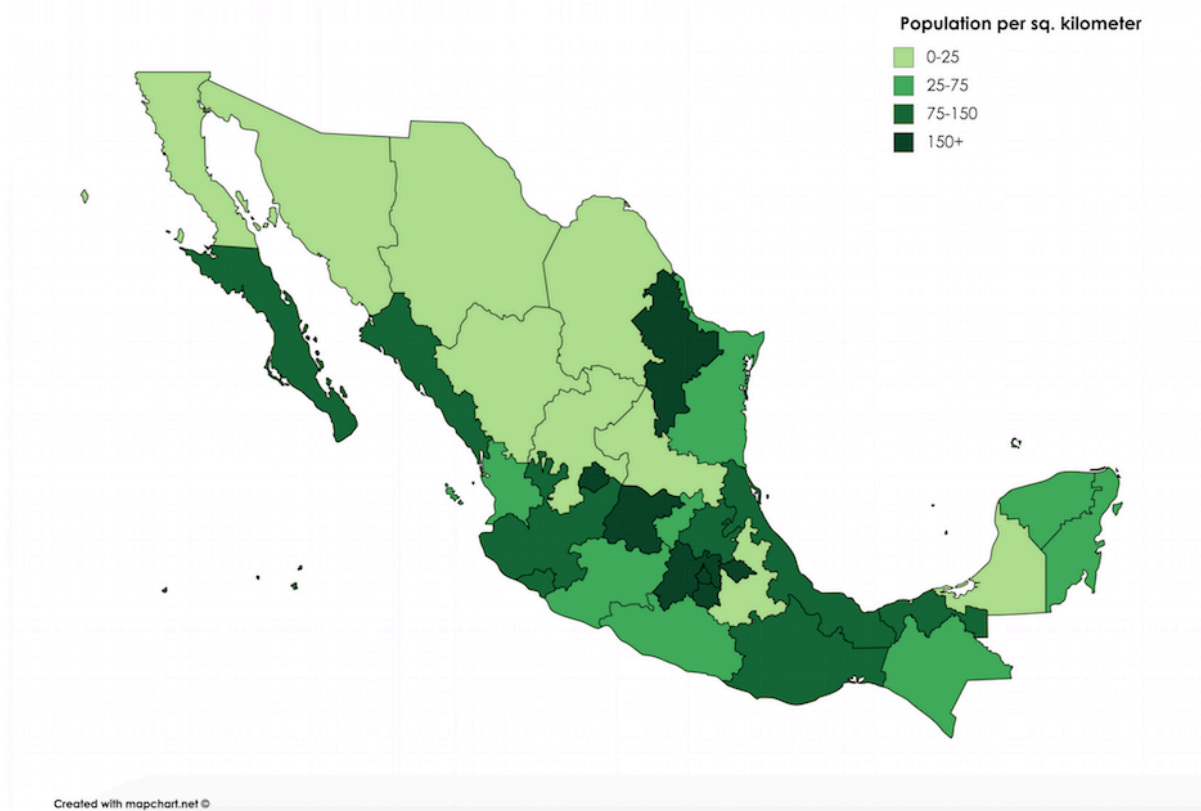 Population per sq. kilometer
0-25
25-75
75-150
150+
Created with mapchart.net ©